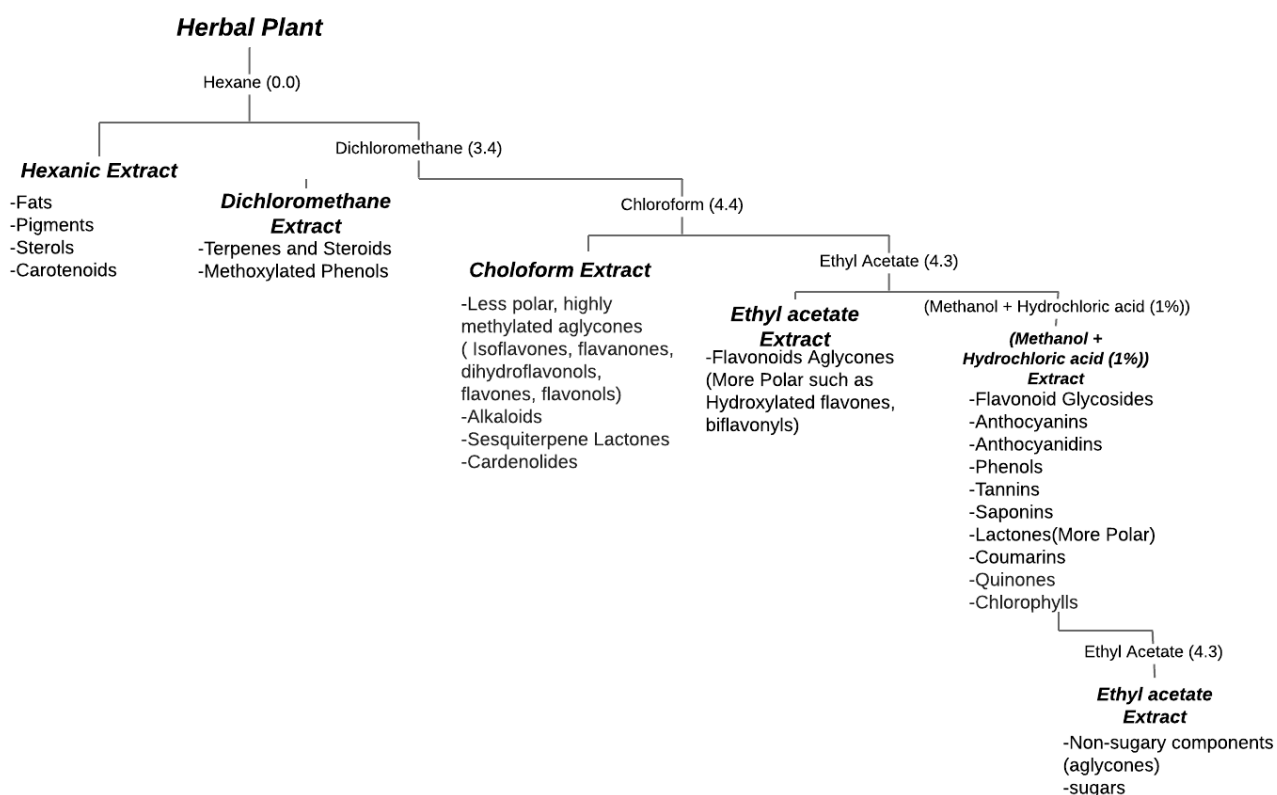 Herbal Plant
Hexane (0.0)
Dichloromethane (3.4)
Hexanic Extract
-Fats
-Pigments
-Sterols
-Carotenoids
Dichloromethane
Extract
-Terpenes and Steroids
-Methoxylated Phenols
Chloroform (4.4)
Choloform Extract
-Less polar, highly
methylated aglycones
( Isoflavones, flavanones,
dihydroflavonols,
flavones, flavonols)
-Alkaloids
-Sesquiterpene Lactones
-Cardenolides
Ethyl Acetate (4.3)
Ethyl acetate
Extract
-Flavonoids Aglycones
(More Polar such as
Hydroxylated flavones,
biflavonyls)
(Methanol + Hydrochloric acid (1%))
(Methanol +
Hydrochloric acid (1%))
Extract
-Flavonoid Glycosides
-Anthocyanins
-Anthocyanidins
-Phenols
-Tannins
-Saponins
-Lactones(More Polar)
-Coumarins
-Quinones
-Chlorophylls
Ethyl Acetate (4.3)
Ethyl acetate
Extract
-Non-sugary components
(aglycones)
-sugars